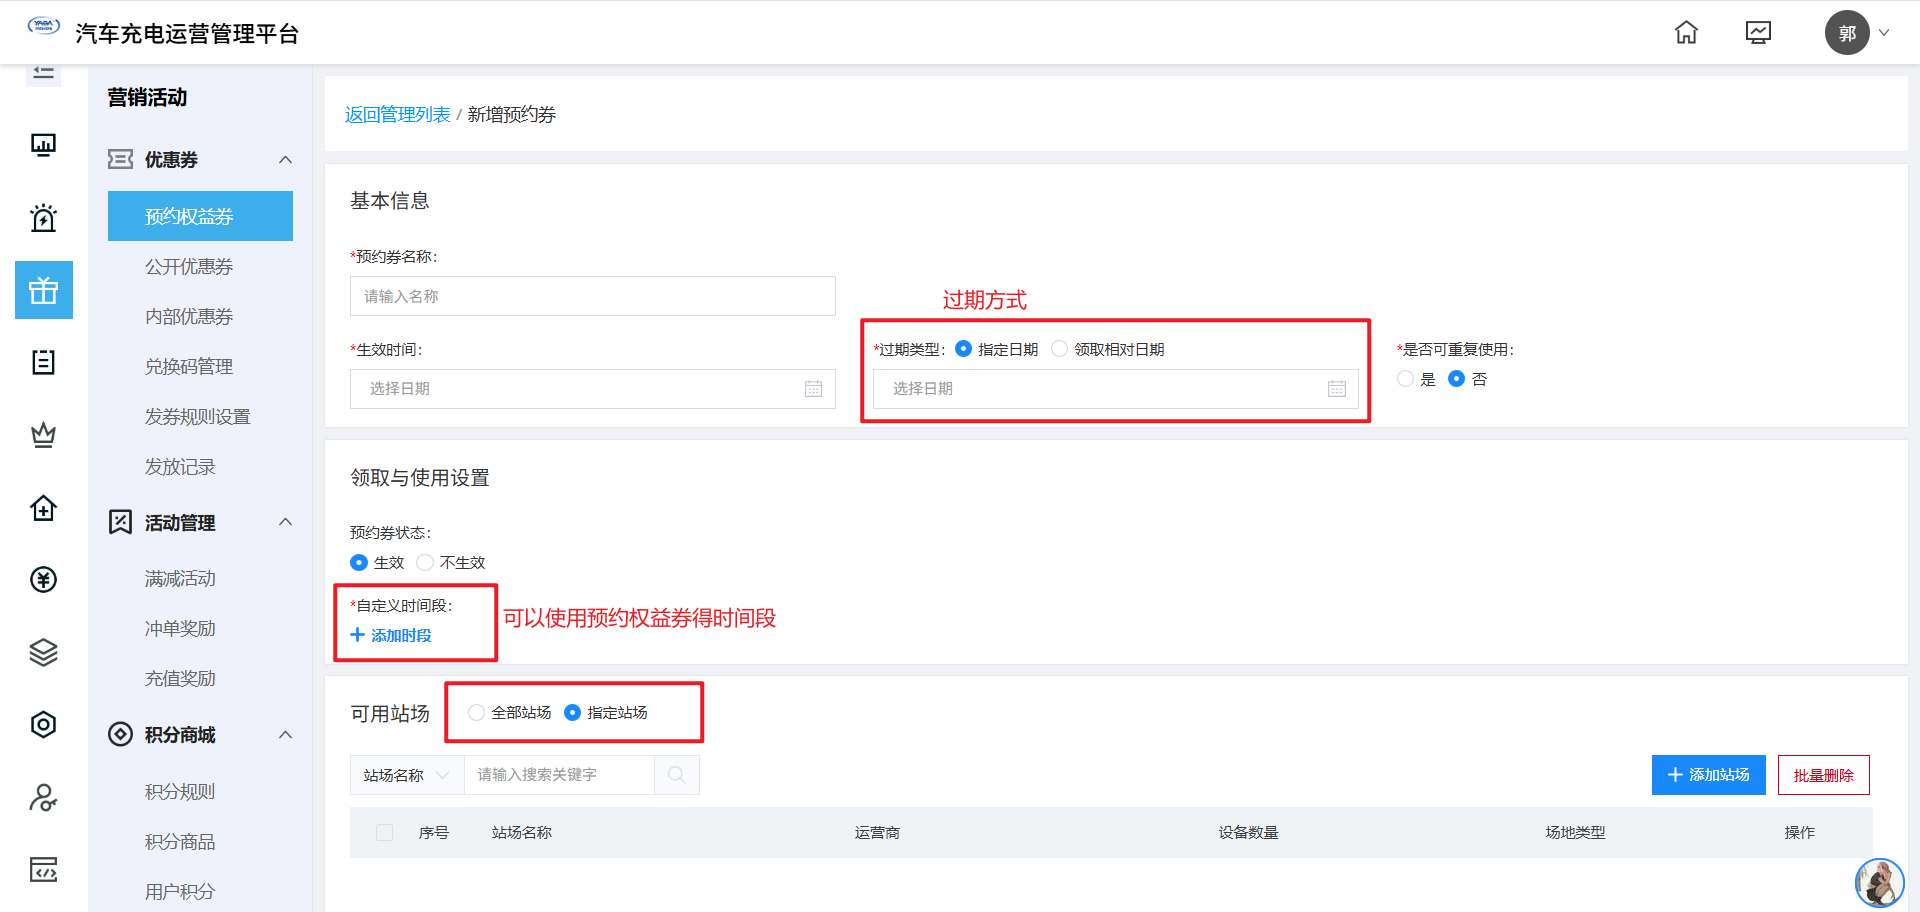 YABA
汽车充电运营管理平台
郭
营销活动
优惠券
预约权益券
公开优惠券
内部优惠券
兑换码管理
发券规则设置
发放记录
活动管理
满减活动
冲单奖励
充值奖励
积分商城
积分规则
积分商品
用户积分
返回管理列表 / 新增预约券
基本信息
*预约券名称：
请输入名称
过期方式
*生效时间：
选择日期
*过期类型： 指定日期 领取相对日期
选择日期
*是否可重复使用：
是 否
领取与使用设置
预约券状态：
生效 不生效
*自定义时间段：
添加时段
可以使用预约权益券得时间段
可用站场 全部站场 指定站场
站场名称 请输入搜索关键字
添加站场 批量删除
序号 站场名称 运营商 设备数量 场地类型 操作